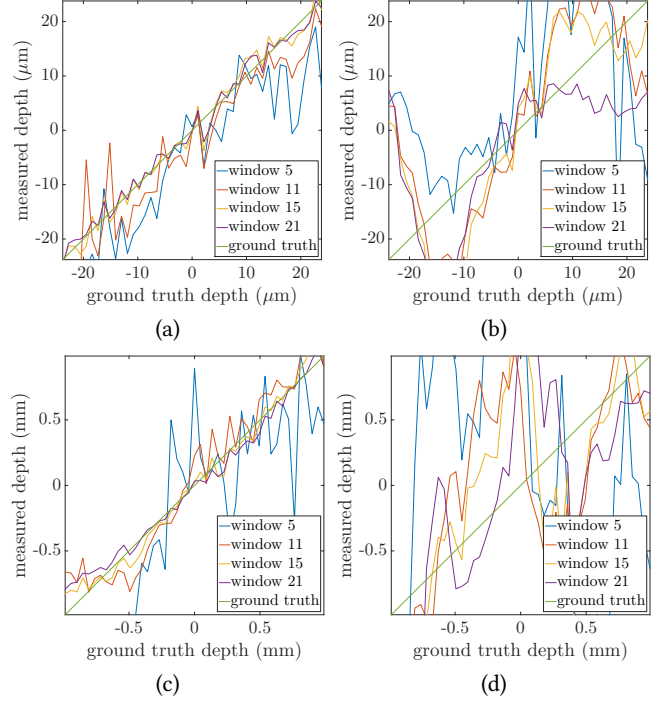 20
10
0
-10
-20
measured depth (μm)
window 5
window 11
window 15
window 21
ground truth
-20 -10 0 10 20
ground truth depth (μm)
(a)
20
10
0
-10
-20
measured depth (μm)
window 5
window 11
window 15
window 21
ground truth
-20 -10 0 10 20
ground truth depth (μm)
(b)
0.5
0
-0.5
measured depth (mm)
window 5
window 11
window 15
window 21
ground truth
-0.5 0 0.5
ground truth depth (mm)
(c)
0.5
0
-0.5
measured depth (mm)
window 5
window 11
window 15
window 21
ground truth
-0.5 0 0.5
ground truth depth (mm)
(d)